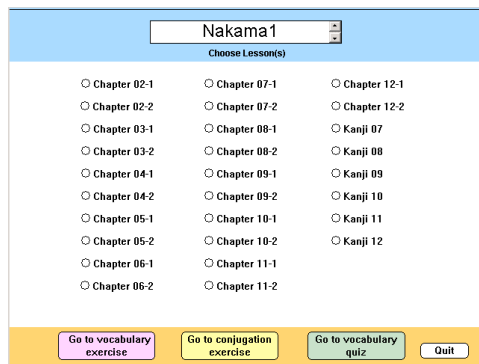 Nakama1
Choose Lesson(s)
Chapter 02-1
Chapter 02-2
Chapter 03-1
Chapter 03-2
Chapter 04-1
Chapter 04-2
Chapter 05-1
Chapter 05-2
Chapter 06-1
Chapter 06-2
Chapter 07-1
Chapter 07-2
Chapter 08-1
Chapter 08-2
Chapter 09-1
Chapter 09-2
Chapter 10-1
Chapter 10-2
Chapter 11-1
Chapter 11-2
Chapter 12-1
Chapter 12-2
Kanji 07
Kanji 08
Kanji 09
Kanji 10
Kanji 11
Kanji 12
Go to vocabulary
exercise
Go to conjugation
exercise
Go to vocabulary
quiz
Quit